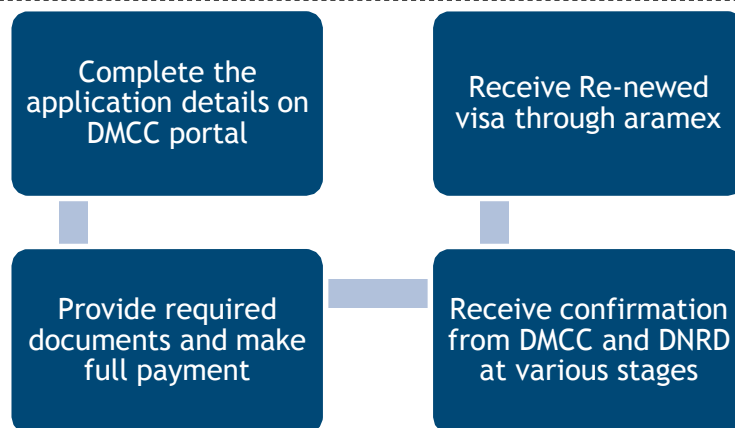 Complete the
application details on
DMCC portal
Provide required
documents and make
full payment
Receive confirmation
from DMCC and DNRD
at various stages
Receive Re-newed
visa through aramex